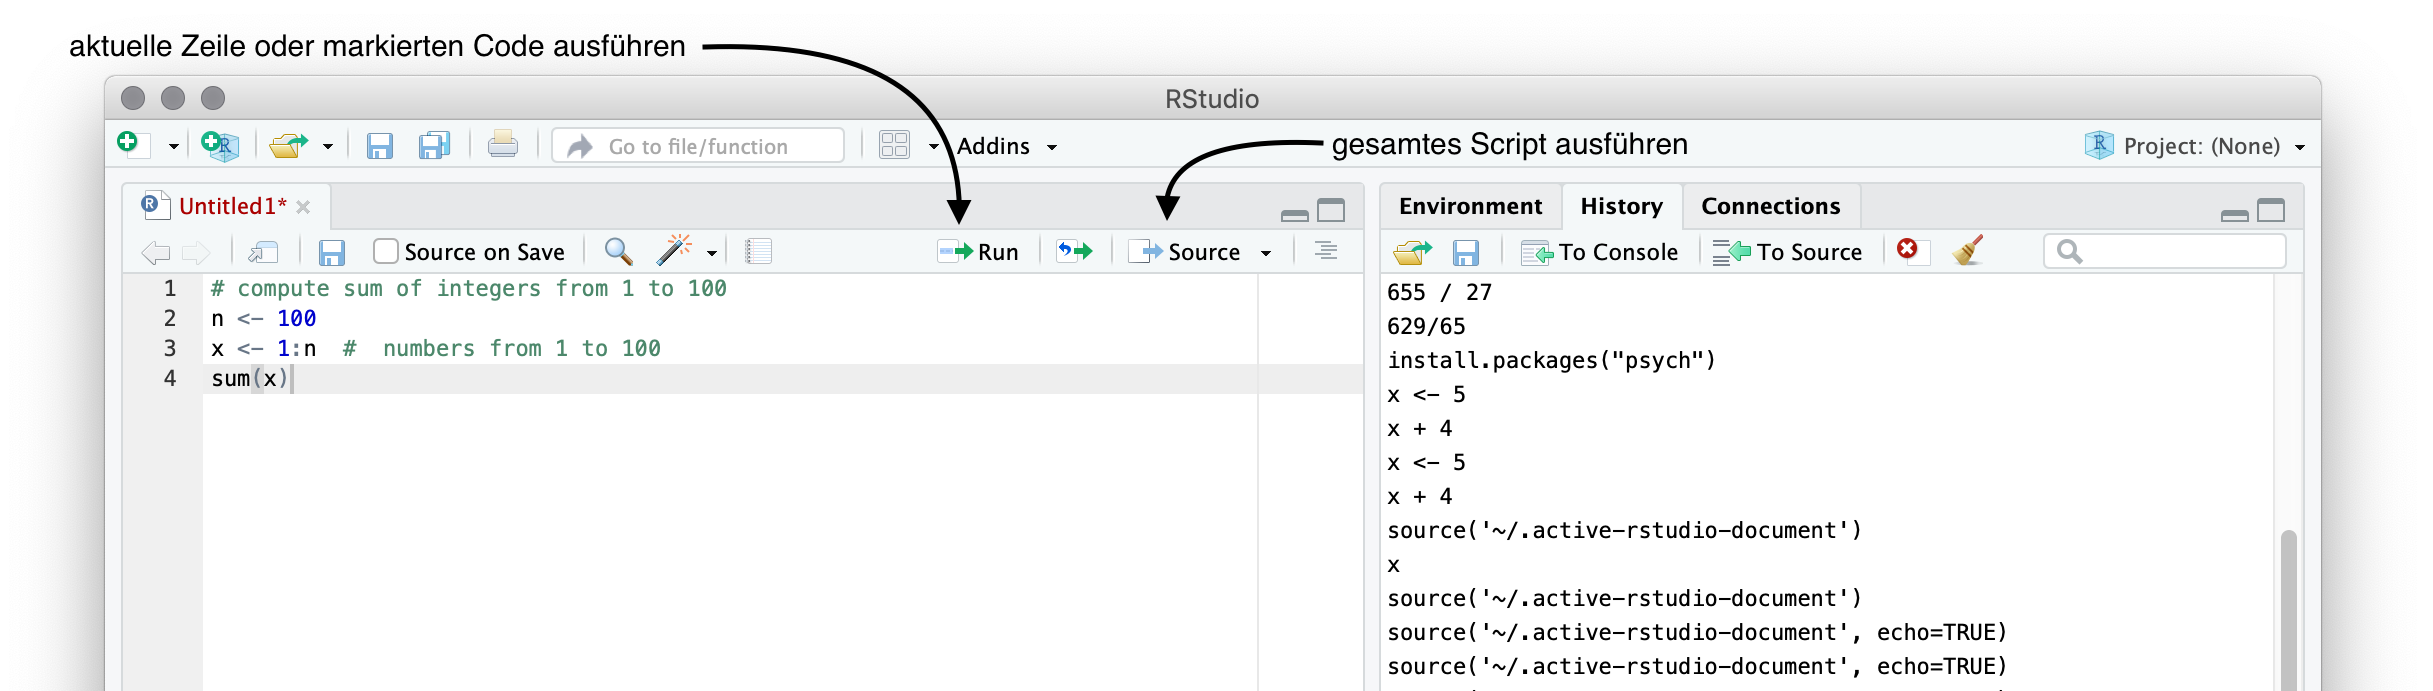 aktuelle Zeile oder markierten Code ausführen
RStudio
Go to file/function
Addins
gesamtes Script ausführen
Project: (None)
Untitled1*
Source on Save
Run
Source
1 # compute sum of integers from 1 to 100
2 n <- 100
3 x <- 1:n  #  numbers from 1 to 100
4 sum(x)
Environment
History
Connections
To Console
To Source
655 / 27
629/65
install.packages("psych")
x <- 5
x + 4
x <- 5
x + 4
source('~/.active-rstudio-document')
x
source('~/.active-rstudio-document')
source('~/.active-rstudio-document', echo=TRUE)
source('~/.active-rstudio-document', echo=TRUE)